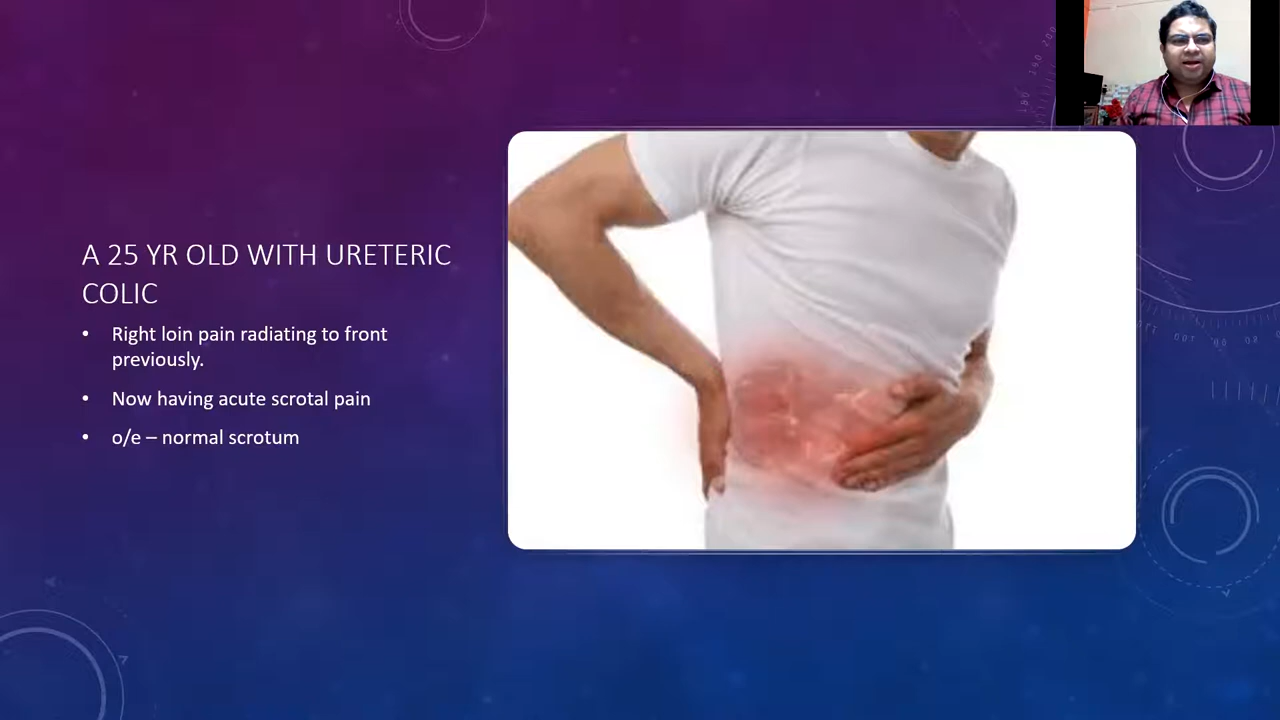 A 25 YR OLD WITH URETERIC
COLIC
• Right loin pain radiating to front
previously.
• Now having acute scrotal pain
• o/e – normal scrotum